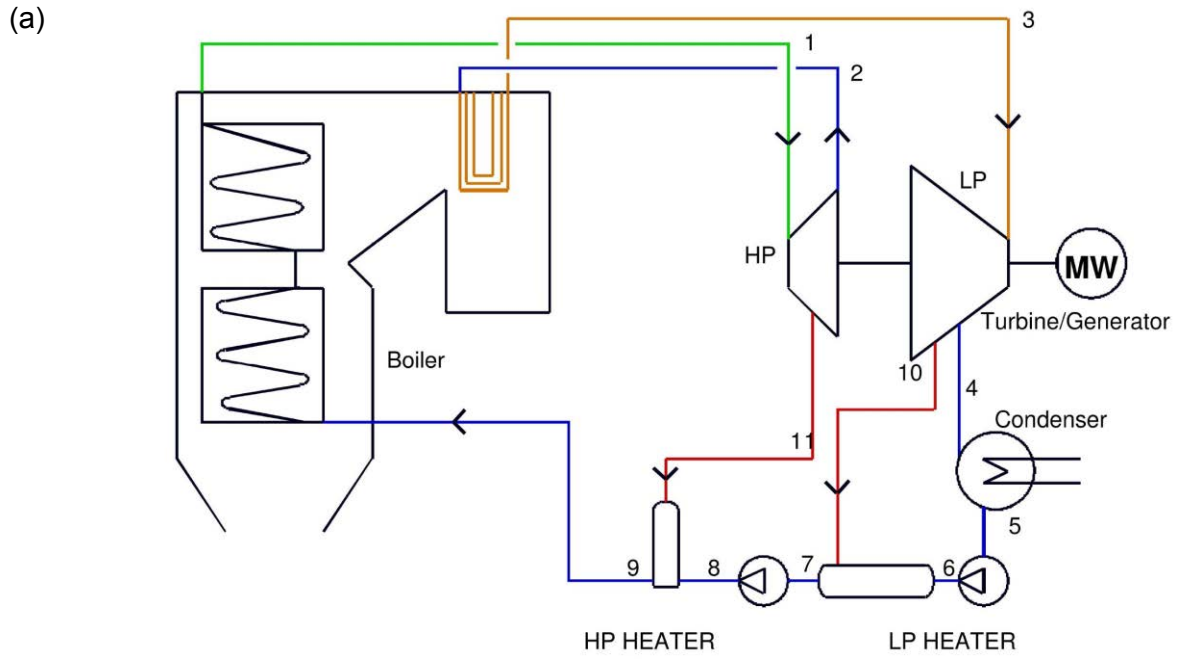 (a)
3
1
2
LP
HP
MW
Turbine/Generator
Boiler
10
4
Condenser
11
5
9
8
7
6
HP HEATER
LP HEATER